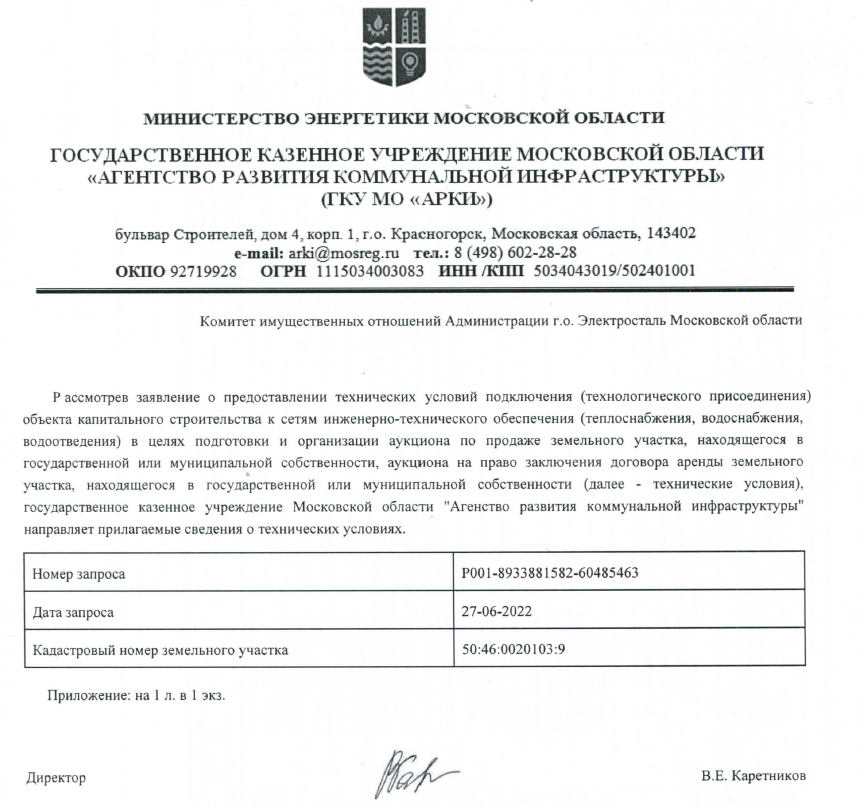 МИНИСТЕРСТВО ЭНЕРГЕТИКИ МОСКОВСКОЙ ОБЛАСТИ
ГОСУДАРСТВЕННОЕ КАЗЕННОЕ УЧРЕЖДЕНИЕ МОСКОВСКОЙ ОБЛАСТИ
«АГЕНТСТВО РАЗВИТИЯ КОММУНАЛЬНОЙ ИНФРАСТРУКТУРЫ»
(ГКУ МО «АРКИ»)
бульвар Строителей, дом 4, корп. 1, г.о. Красногорск, Московская область, 143402
e-mail: arki@mosreg.ru тел.: 8 (498) 602-28-28
ОКПО 92719928 ОГРН 1115034003083 ИНН /КПП 5034043019/502401001
Комитет имущественных отношений Администрации г.о. Электросталь Московской области
Р ассмотрев заявление о предоставлении технических условий подключения (технологического присоединения)
объекта капитального строительства к сетям инженерно-технического обеспечения (теплоснабжения, водоснабжения,
водоотведения) в целях подготовки и организации аукциона по продаже земельного участка, находящегося в
государственной или муниципальной собственности, аукциона на право заключения договора аренды земельного
участка, находящегося в государственной или муниципальной собственности (далее - технические условия),
государственное казенное учреждение Московской области "Агенство развития коммунальной инфраструктуры"
направляет прилагаемые сведения о технических условиях.
Номер запроса P001-8933881582-60485463
Дата запроса 27-06-2022
Кадастровый номер земельного участка 50:46:0020103:9
Приложение: на 1 л. в 1 экз.
Директор В.Е. Каретников